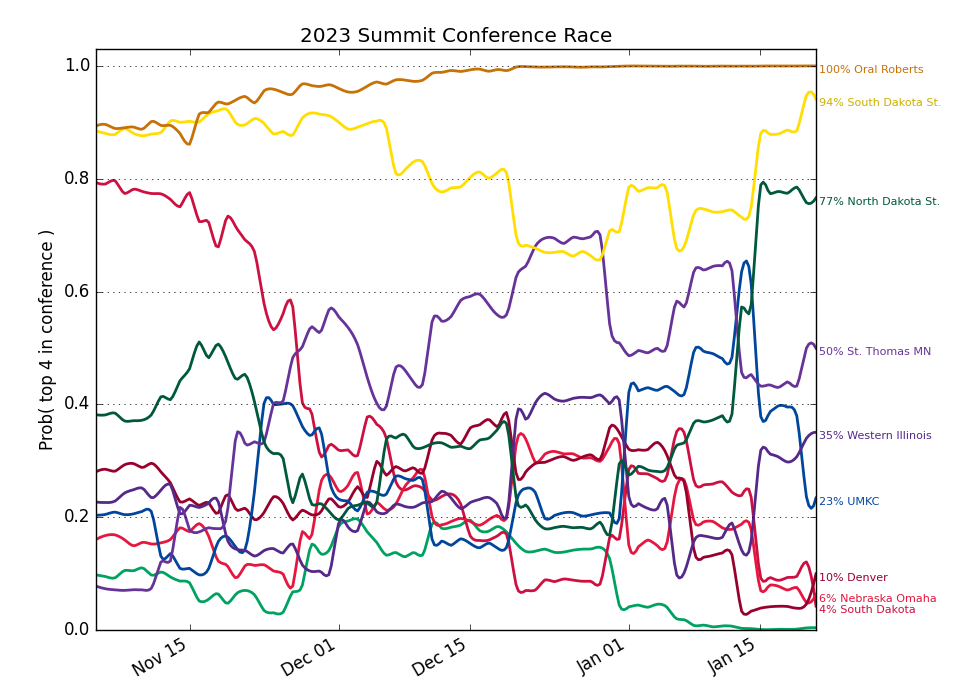 2023 Summit Conference Race
Prob( top 4 in conference )
1.0
0.8
0.6
0.4
0.2
0.0
Nov 15
Dec 01
Dec 15
Jan 01
Jan 15
100% Oral Roberts
94% South Dakota St.
77% North Dakota St.
50% St. Thomas MN
35% Western Illinois
23% UMKC
10% Denver
6% Nebraska Omaha
4% South Dakota